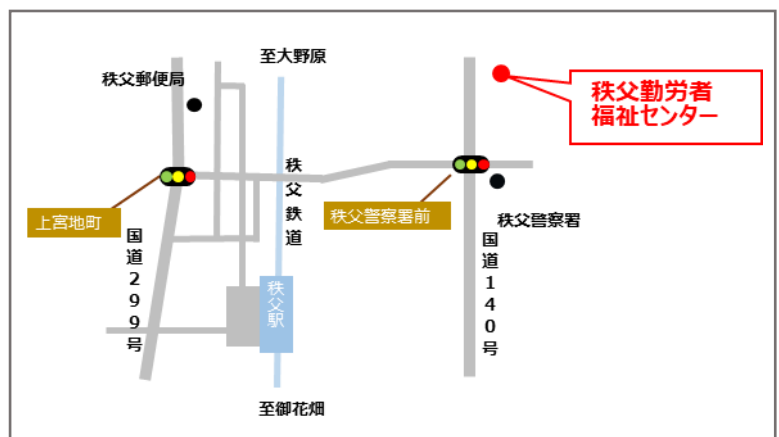 至大野原
秩父郵便局
秩父勤労者
福祉センター
秩父鉄道
上宮地町
秩父警察署前
秩父警察署
国道299号
国道140号
秩父駅
至御花畑